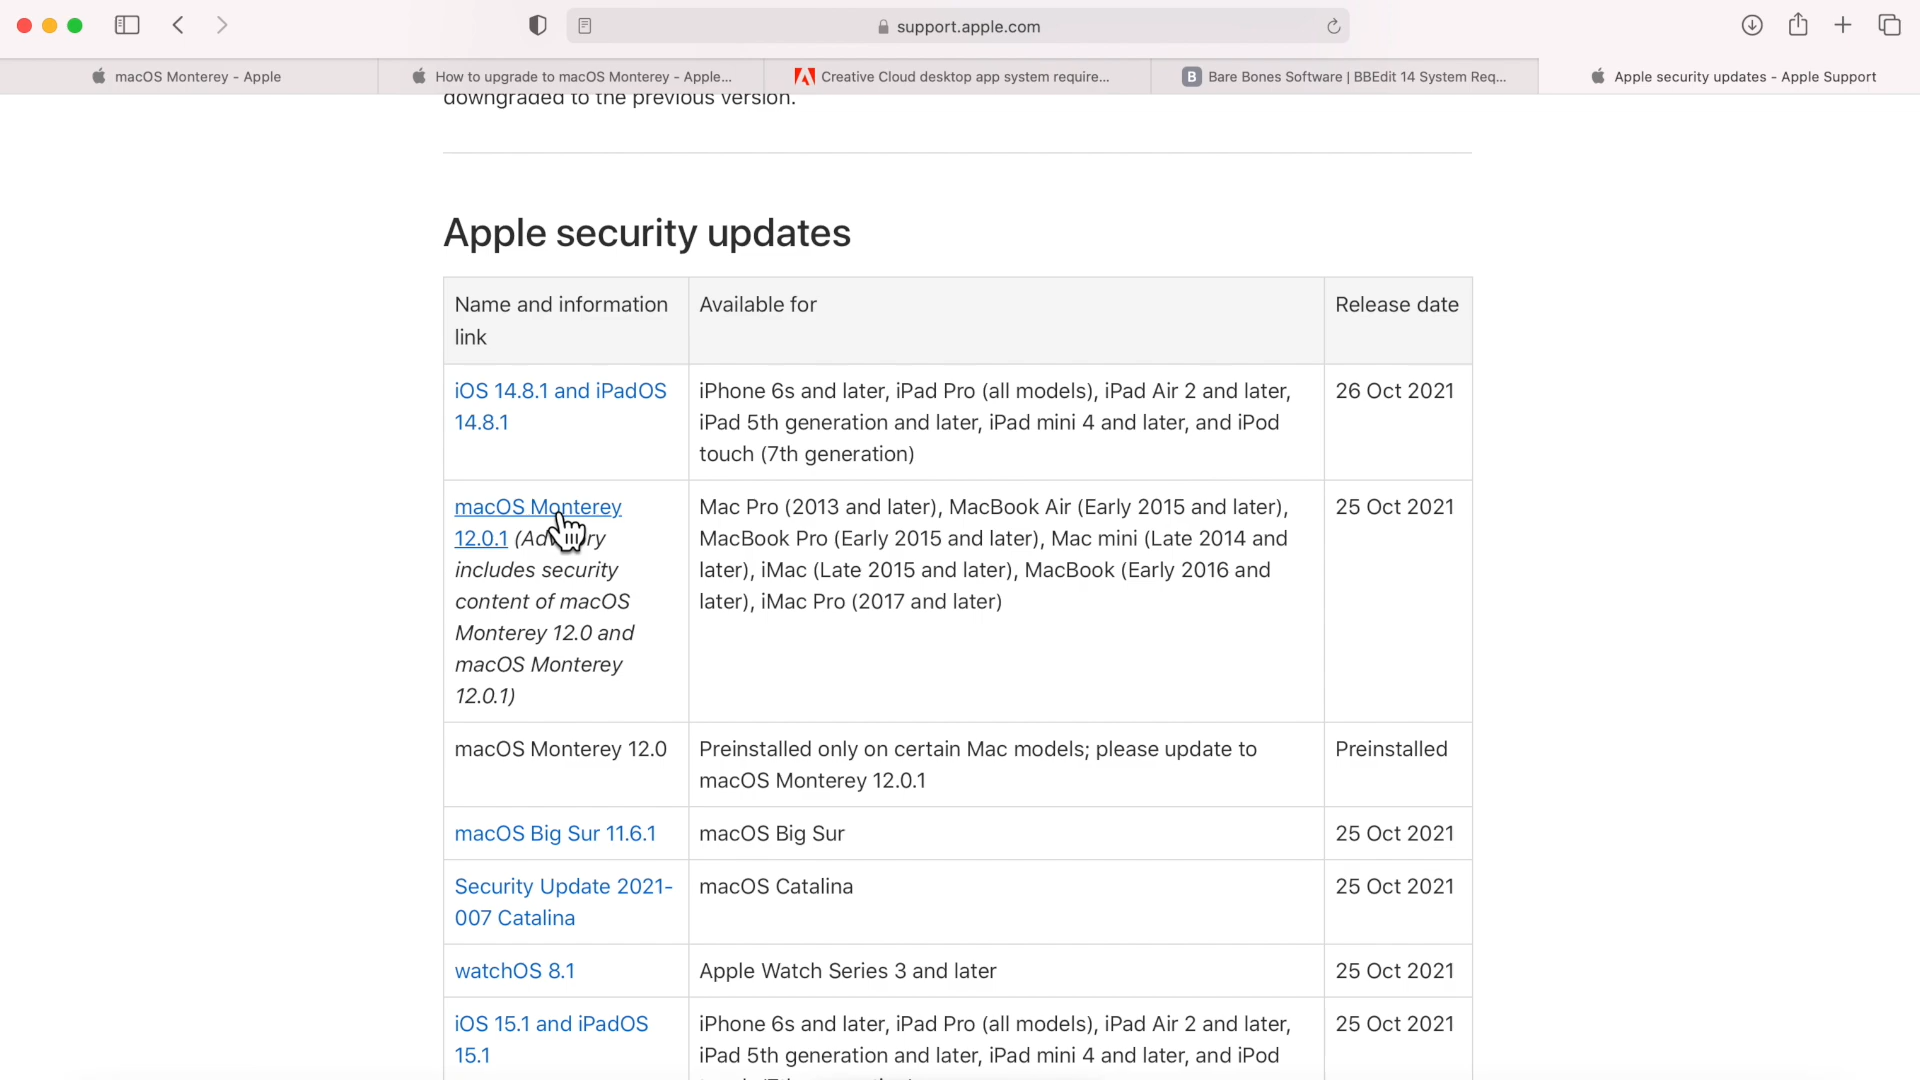 support.apple.com
macOS Monterey - Apple
How to upgrade to macOS Monterey - Apple...
Creative Cloud desktop app system require...
B Bare Bones Software | BBEdit 14 System Req...
Apple security updates - Apple Support
downgraded to the previous version.
Apple security updates
Name and information
link
Available for
Release date
iOS 14.8.1 and iPadOS
14.8.1
iPhone 6s and later, iPad Pro (all models), iPad Air 2 and later,
iPad 5th generation and later, iPad mini 4 and later, and iPod
touch (7th generation)
26 Oct 2021
macOS Monterey
12.0.1
includes security
content of macOS
Monterey 12.0 and
macOS Monterey
12.0.1)
Mac Pro (2013 and later), MacBook Air (Early 2015 and later),
MacBook Pro (Early 2015 and later), Mac mini (Late 2014 and
later), iMac (Late 2015 and later), MacBook (Early 2016 and
later), iMac Pro (2017 and later)
25 Oct 2021
macOS Monterey 12.0
Preinstalled only on certain Mac models; please update to
macOS Monterey 12.0.1
Preinstalled
macOS Big Sur 11.6.1
macOS Big Sur
25 Oct 2021
Security Update 2021-
007 Catalina
macOS Catalina
25 Oct 2021
watchOS 8.1
Apple Watch Series 3 and later
25 Oct 2021
iOS 15.1 and iPadOS
15.1
iPhone 6s and later, iPad Pro (all models), iPad Air 2 and later,
iPad 5th generation and later, iPad mini 4 and later, and iPod
25 Oct 2021